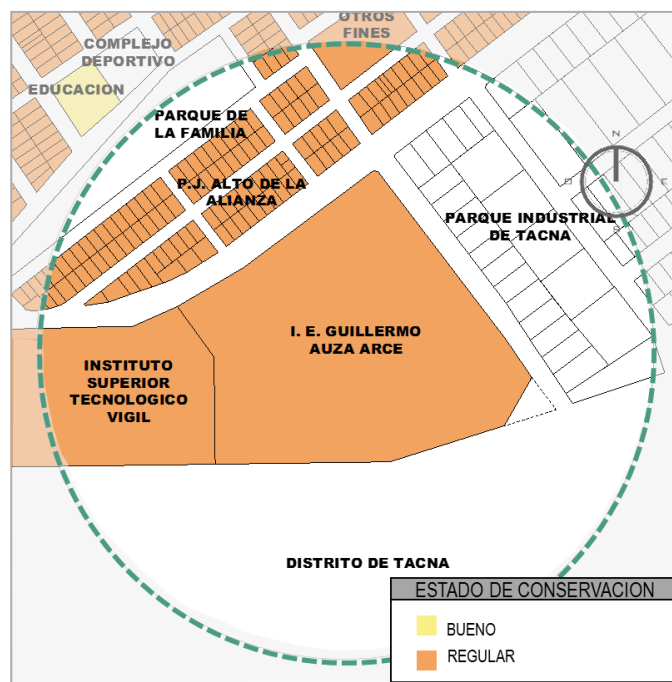 OTROS
FINES
COMPLEJO
DEPORTIVO
EDUCACION
PARQUE DE
LA FAMILIA
P.J. ALTO DE LA
ALIANZA
N
O
E
S
PARQUE INDUSTRIAL
DE TACNA
I. E. GUILLERMO
AUZA ARCE
INSTITUTO
SUPERIOR
TECNOLOGICO
VIGIL
DISTRITO DE TACNA
ESTADO DE CONSERVACION
BUENO
REGULAR